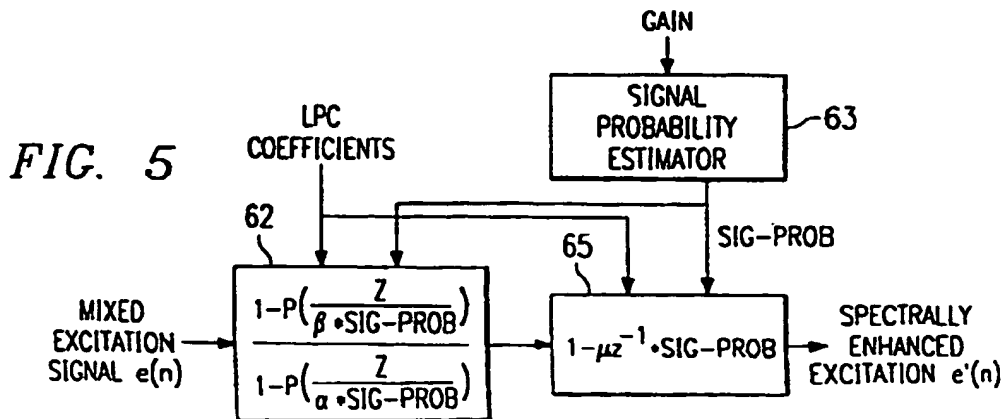 GAIN
SIGNAL
PROBABILITY
ESTIMATOR
63
LPC
COEFFICIENTS
FIG. 5
SIG-PROB
62
65
MIXED
EXCITATION
SIGNAL e(n)
1-P(Z/β*SIG-PROB)
1-P(Z/α*SIG-PROB)
1-μz⁻¹*SIG-PROB
SPECTRALLY
ENHANCED
EXCITATION e'(n)